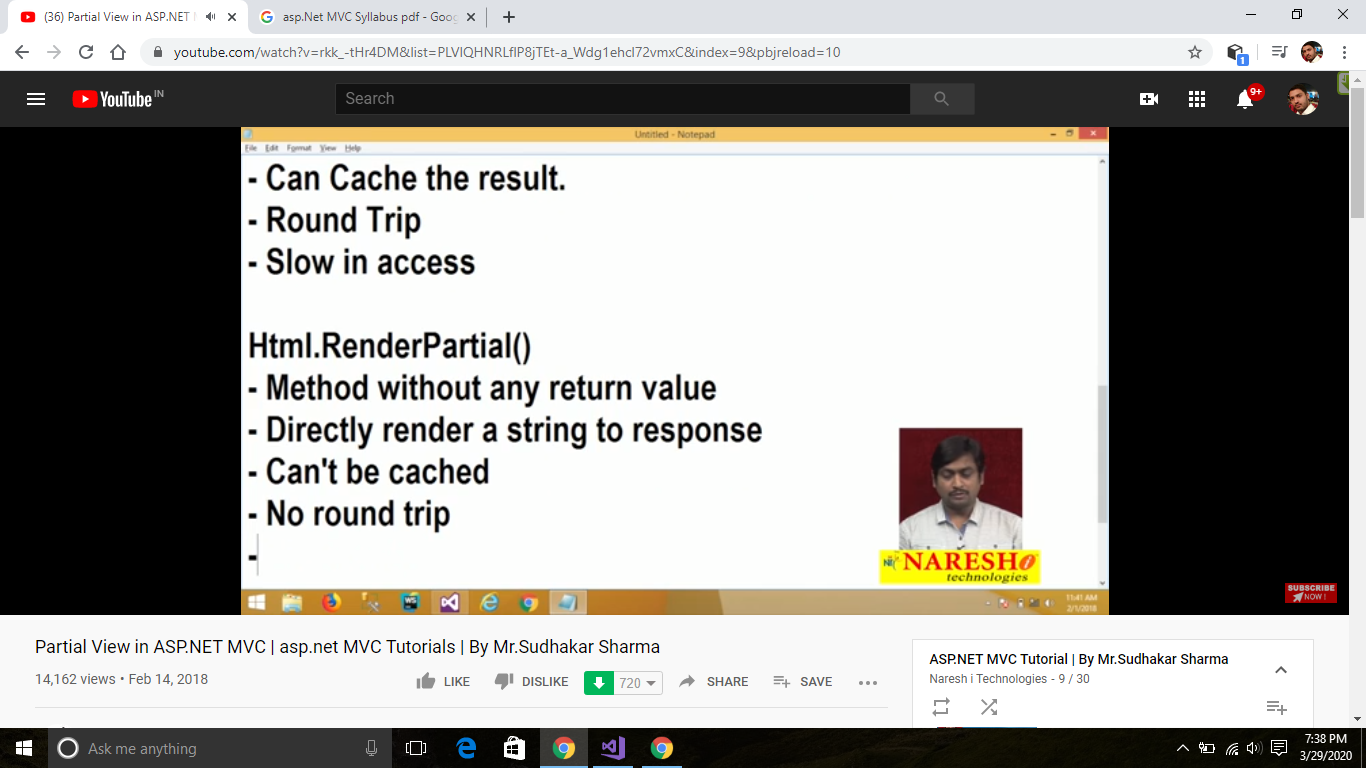 (36) Partial View in ASP.NET
asp.Net MVC Syllabus pdf - Goog
youtube.com/watch?v=rkk_-tHr4DM&list=PLVlQHNRLflP8jTEt-a_Wdg1ehcl72vmxC&index=9&pbjreload=10
1
YouTube IN
Search
9+
Untitled - Notepad
File Edit Format View Help
- Can Cache the result.
- Round Trip
- Slow in access
Html.RenderPartial()
- Method without any return value
- Directly render a string to response
- Can't be cached
- No round trip
-
NARESH i
technologies
SUBSCRIBE
NOW !
11:41 AM
2/1/2018
Partial View in ASP.NET MVC | asp.net MVC Tutorials | By Mr.Sudhakar Sharma
14,162 views • Feb 14, 2018
LIKE DISLIKE 720 SHARE SAVE
ASP.NET MVC Tutorial | By Mr.Sudhakar Sharma
Naresh i Technologies - 9 / 30
Ask me anything
7:38 PM
3/29/2020